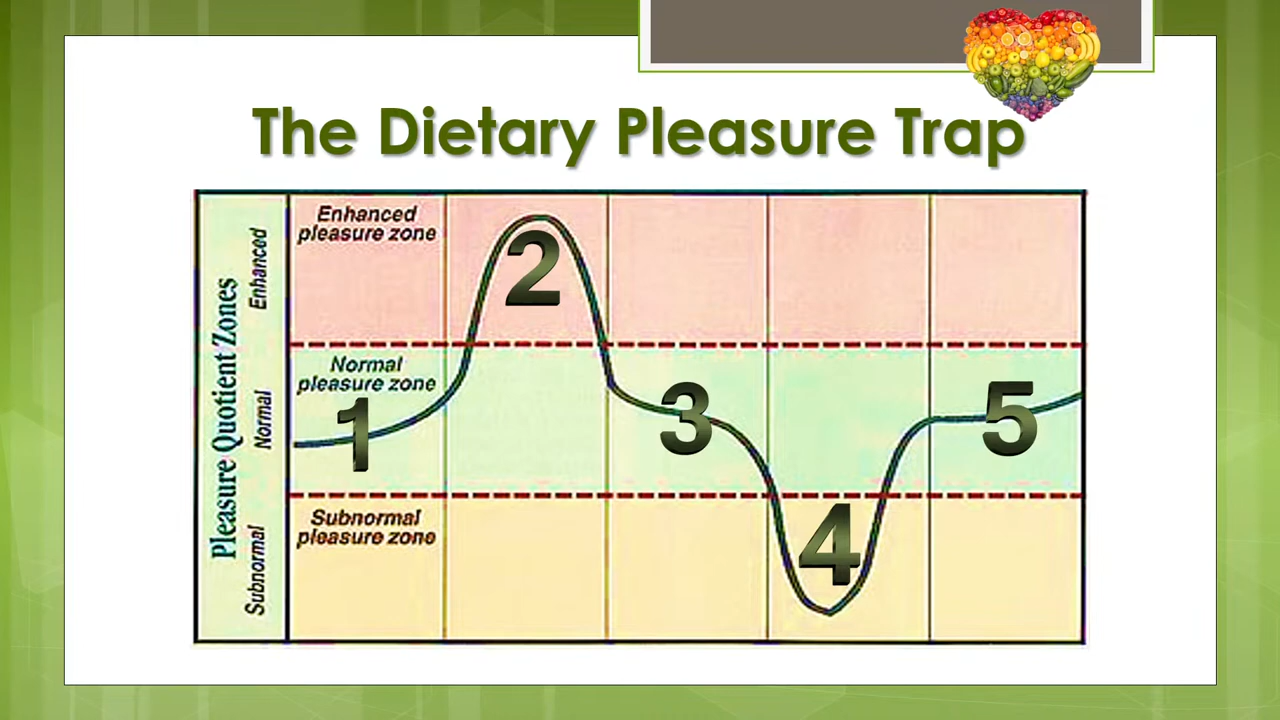 The Dietary Pleasure Trap
Pleasure Quotient Zones
Enhanced
Normal
Subnormal
Enhanced
pleasure zone
Normal
pleasure zone
Subnormal
pleasure zone
1
2
3
4
5